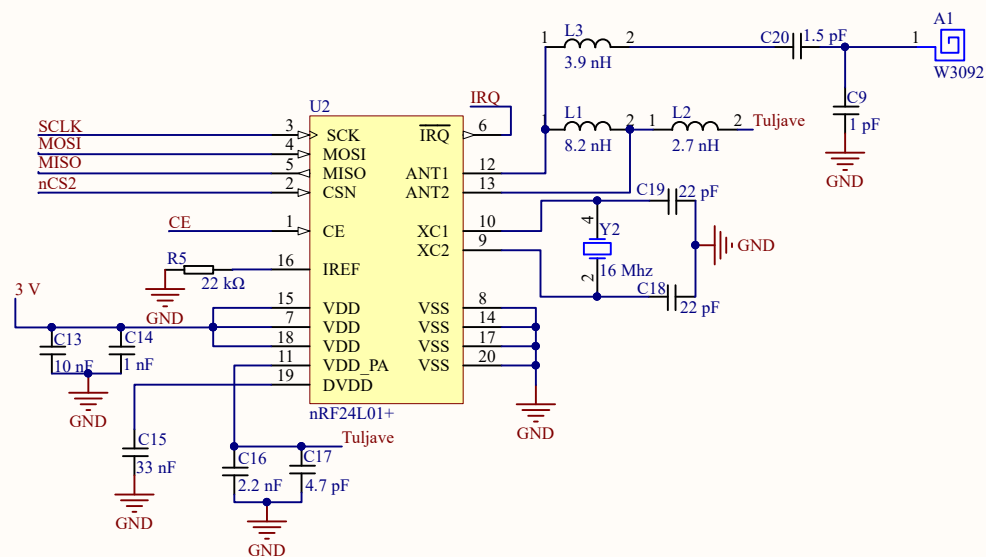 A1
L3
C20
1.5 pF
1
2
1
3.9 nH
W3092
IRQ
C9
U2
L1
L2
SCLK
3
SCK
IRQ
6
1
2
1
2
Tuljave
1 pF
MOSI
4
MOSI
8.2 nH
2.7 nH
MISO
5
MISO
ANT1
12
GND
nCS2
2
CSN
ANT2
13
C19
22 pF
CE
1
CE
XC1
10
4
Y2
XC2
9
GND
R5
16
IREF
2
16 Mhz
22 kΩ
C18
3 V
22 pF
GND
15
VDD
VSS
8
7
VDD
VSS
14
C13
C14
18
VDD
VSS
17
10 nF
1 nF
11
VDD_PA
VSS
20
19
DVDD
GND
nRF24L01+
GND
C15
Tuljave
C16
C17
33 nF
2.2 nF
4.7 pF
GND
GND